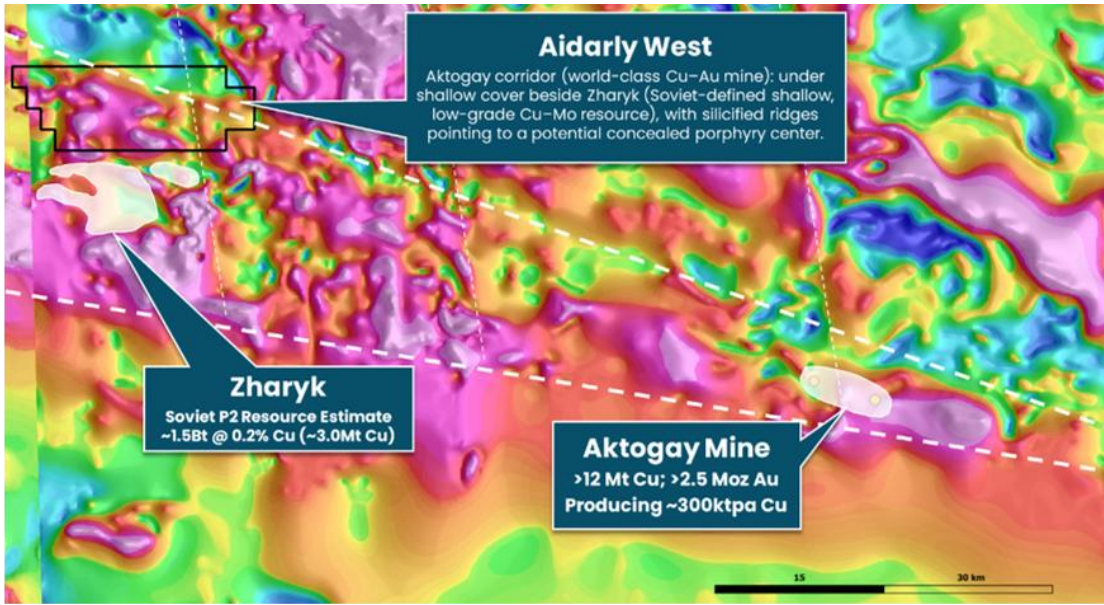 Aidarly West
Aktogay corridor (world-class Cu–Au mine): under
shallow cover beside Zharyk (Soviet-defined shallow,
low-grade Cu–Mo resource), with silicified ridges
pointing to a potential concealed porphyry center.
Zharyk
Soviet P2 Resource Estimate
~1.5Bt @ 0.2% Cu (~3.0Mt Cu)
Aktogay Mine
>12 Mt Cu; >2.5 Moz Au
Producing ~300ktpa Cu
15 30 km